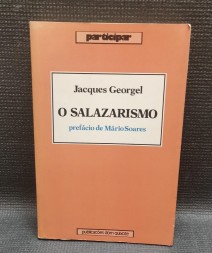 participar
Jacques Georgel
O SALAZARISMO
prefácio de Mário Soares
publicações dom quixote